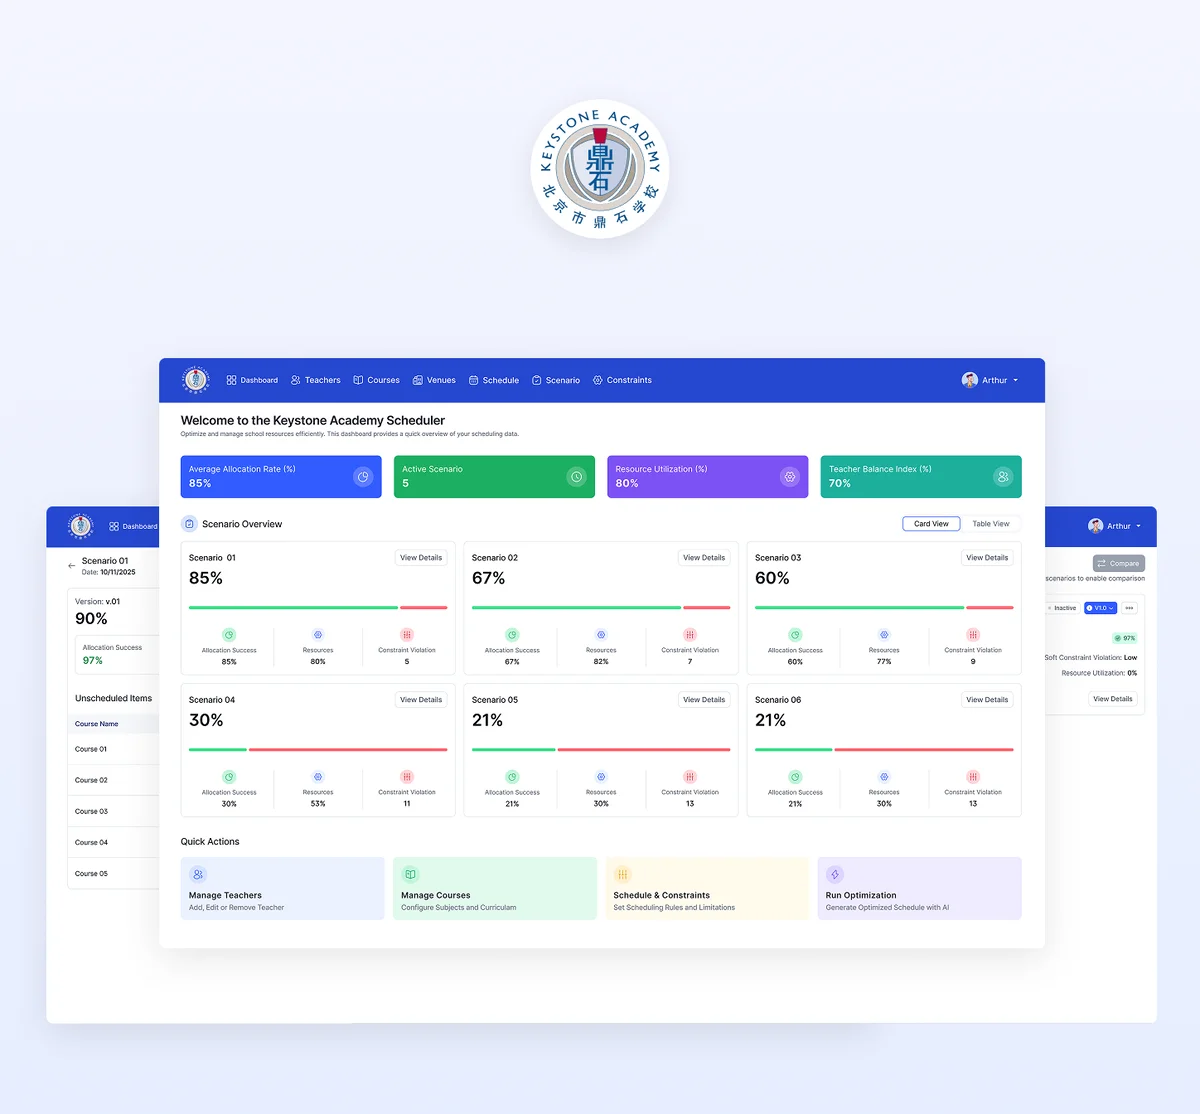 KEYSTONE ACADEMY
鼎石
北京市鼎石学校
Dashboard
Teachers
Courses
Venues
Schedule
Scenario
Constraints
Arthur
Welcome to the Keystone Academy Scheduler
Optimize and manage school resources efficiently. This dashboard provides a quick overview of your scheduling data.
Average Allocation Rate (%)
85%
Active Scenario
5
Resource Utilization (%)
80%
Teacher Balance Index (%)
70%
Scenario Overview
Card View
Table View
Scenario 01
View Details
85%
Allocation Success
85%
Resources
80%
Constraint Violation
5
Scenario 02
View Details
67%
Allocation Success
67%
Resources
82%
Constraint Violation
7
Scenario 03
View Details
60%
Allocation Success
60%
Resources
77%
Constraint Violation
9
Scenario 04
View Details
30%
Allocation Success
30%
Resources
53%
Constraint Violation
11
Scenario 05
View Details
21%
Allocation Success
21%
Resources
30%
Constraint Violation
13
Scenario 06
View Details
21%
Allocation Success
21%
Resources
30%
Constraint Violation
13
Quick Actions
Manage Teachers
Add, Edit or Remove Teacher
Manage Courses
Configure Subjects and Curriculam
Schedule & Constraints
Set Scheduling Rules and Limitations
Run Optimization
Generate Optimized Schedule with AI
Dashboard
Scenario 01
Date: 10/11/2025
Version: v.01
90%
Allocation Success
97%
Unscheduled Items
Course Name
Course 01
Course 02
Course 03
Course 04
Course 05
Arthur
Compare
scenarios to enable comparison
Inactive
V1.0
97%
Soft Constraint Violation: Low
Resource Utilization: 0%
View Details